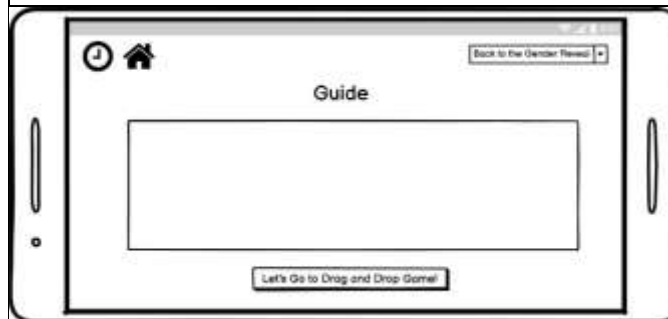 Back to the Gender Reveal
Guide
Let's Go to Drag and Drop Game!